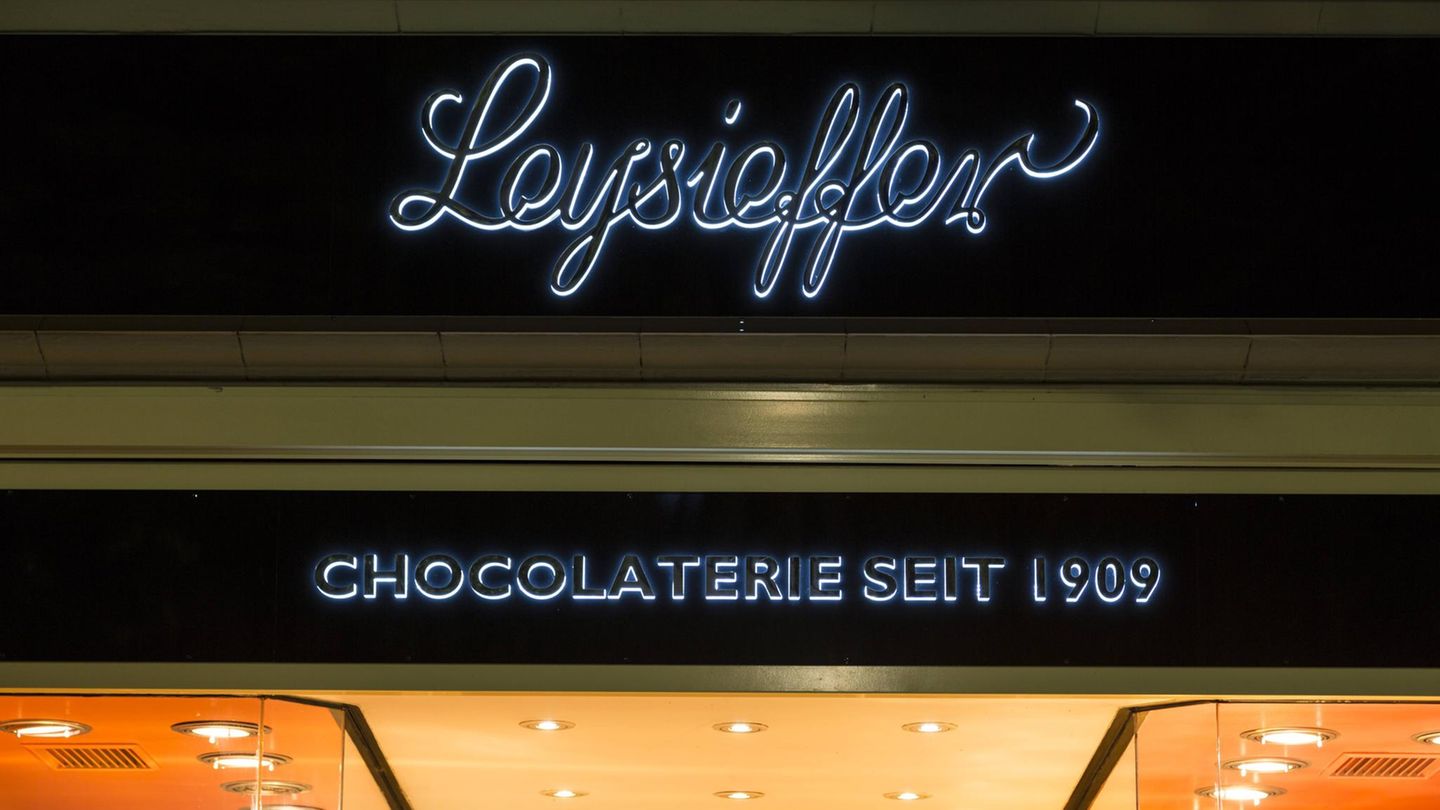 Leysieffer
CHOCOLATERIE SEIT 1909